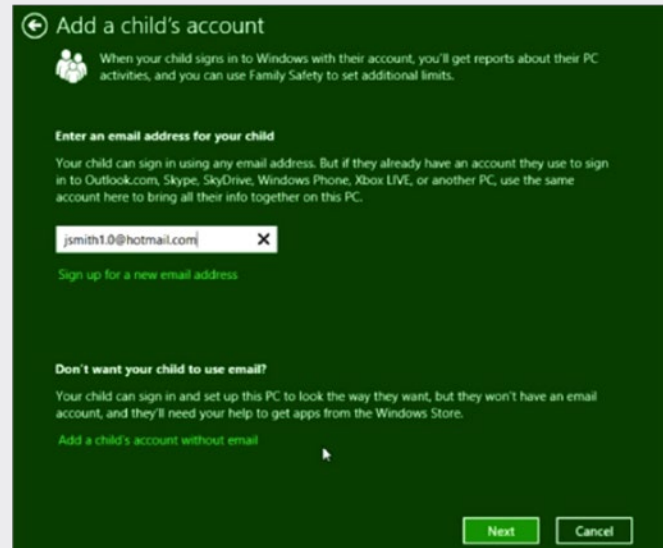 Add a child's account
When your child signs in to Windows with their account, you'll get reports about their PC
activities, and you can use Family Safety to set additional limits.
Enter an email address for your child
Your child can sign in using any email address. But if they already have an account they use to sign
in to Outlook.com, Skype, SkyDrive, Windows Phone, Xbox LIVE, or another PC, use the same
account here to bring all their info together on this PC.
jsmith1.0@hotmail.com
Sign up for a new email address
Don't want your child to use email?
Your child can sign in and set up this PC to look the way they want, but they won't have an email
account, and they'll need your help to get apps from the Windows Store.
Add a child's account without email
Next Cancel